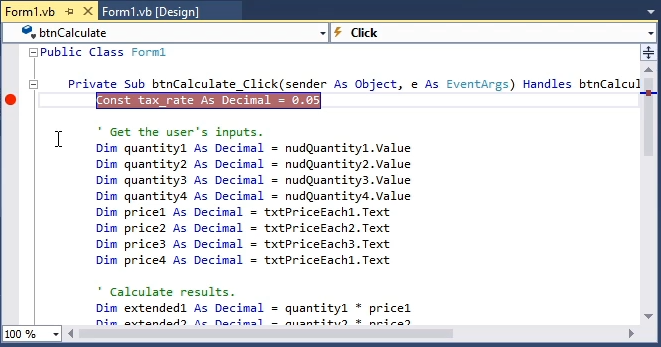 Form1.vb Form1.vb [Design]
btnCalculate Click
Public Class Form1
Private Sub btnCalculate_Click(sender As Object, e As EventArgs) Handles btnCalcul
Const tax_rate As Decimal = 0.05
' Get the user's inputs.
Dim quantity1 As Decimal = nudQuantity1.Value
Dim quantity2 As Decimal = nudQuantity2.Value
Dim quantity3 As Decimal = nudQuantity3.Value
Dim quantity4 As Decimal = nudQuantity4.Value
Dim price1 As Decimal = txtPriceEach1.Text
Dim price2 As Decimal = txtPriceEach2.Text
Dim price3 As Decimal = txtPriceEach3.Text
Dim price4 As Decimal = txtPriceEach1.Text
' Calculate results.
Dim extended1 As Decimal = quantity1 * price1
Dim extended2 As Decimal = quantity2 * price2
100 %